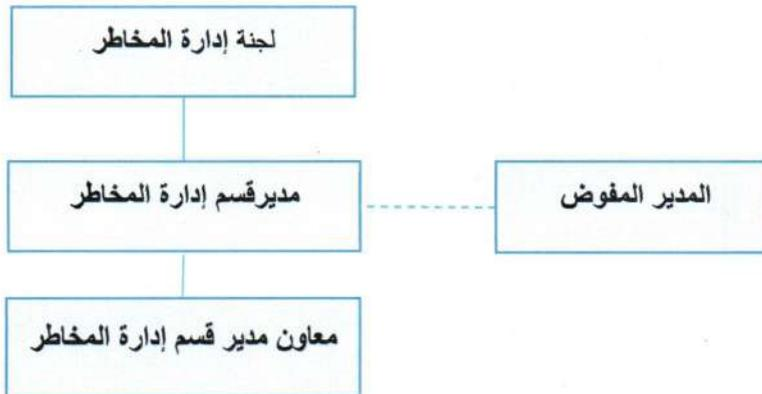 لجنة إدارة المخاطر
مديرقسم إدارة المخاطر
المدير المفوض
معاون مدير قسم إدارة المخاطر